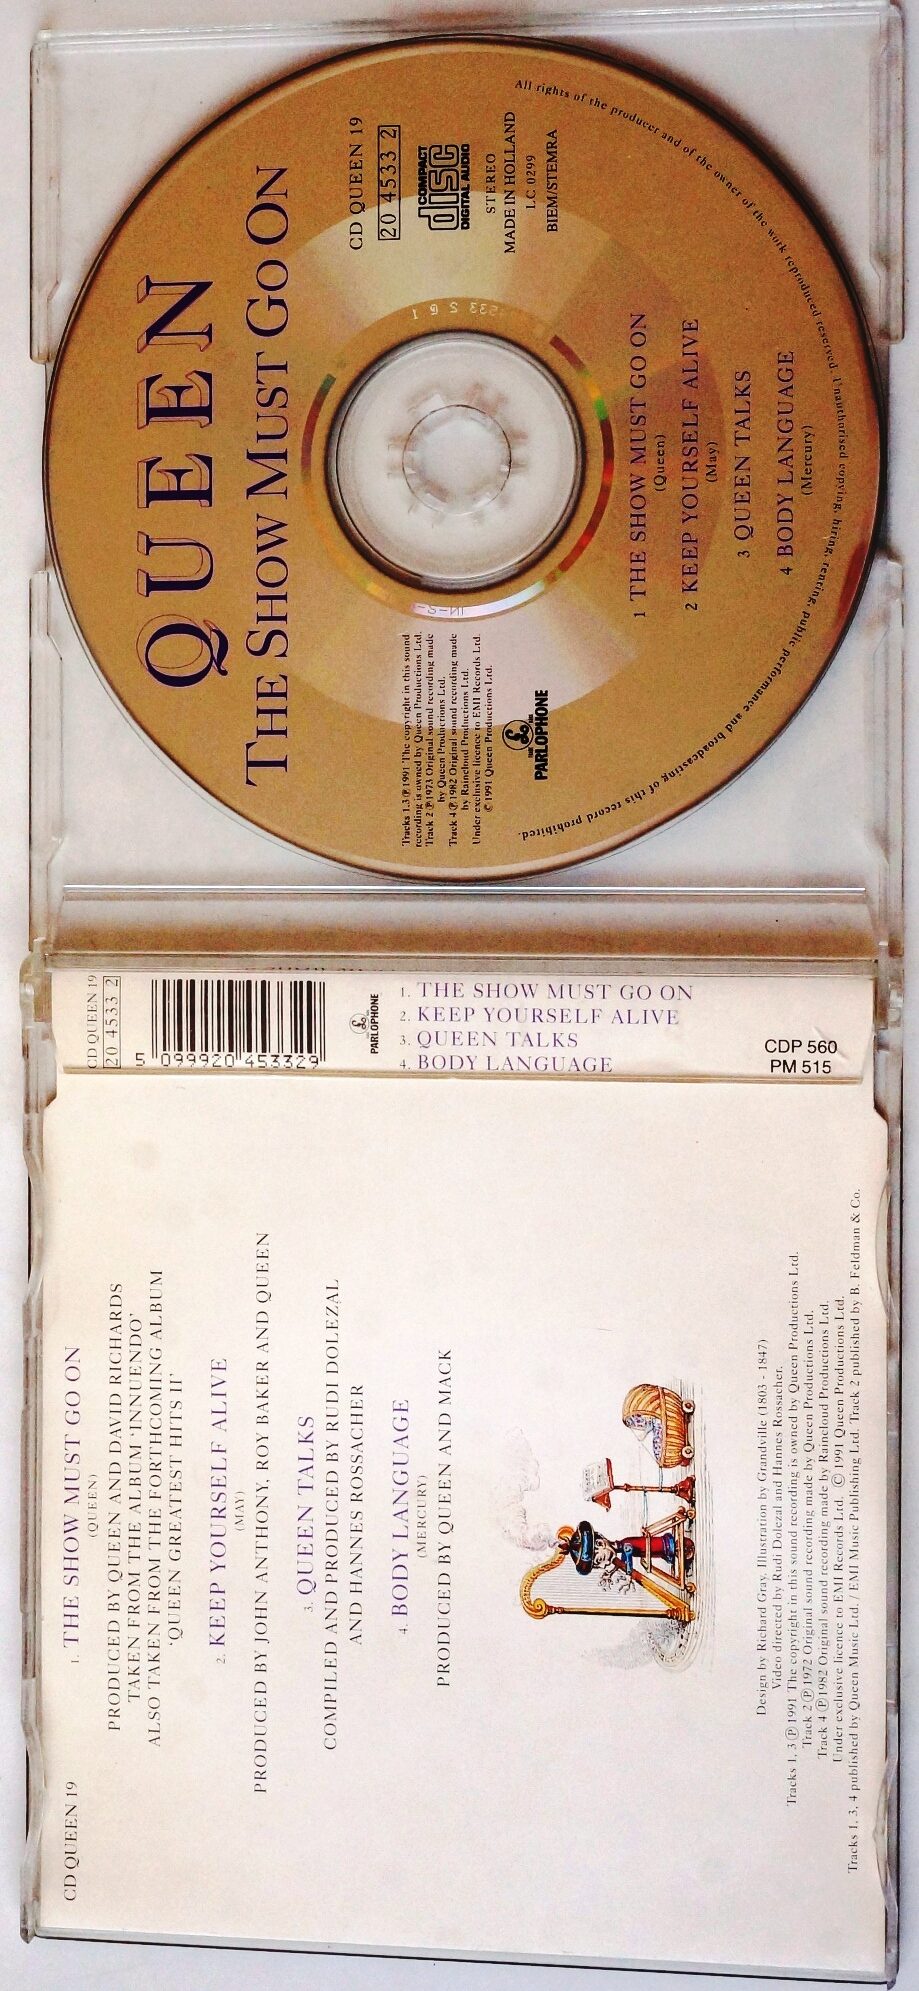 QUEEN
THE SHOW MUST GO ON
CD QUEEN 19
20 4533 2
COMPACT
disc
DIGITAL AUDIO
STEREO
MADE IN HOLLAND
LC 0299
BIEM/STEMRA
Tracks 1,3 Ⓟ 1991 The copyright in this sound
recording is owned by Queen Productions Ltd.
Track 2 Ⓟ 1973 Original sound recording made
by Queen Productions Ltd.
Track 4 Ⓟ 1982 Original sound recording made
by Raincloud Productions Ltd.
Under exclusive licence to EMI Records Ltd.
© 1991 Queen Productions Ltd.
PARLOPHONE
1 THE SHOW MUST GO ON
(Queen)
2 KEEP YOURSELF ALIVE
(May)
3 QUEEN TALKS
4 BODY LANGUAGE
(Mercury)
All rights of the producer and of the owner of the work reproduced reserved. Unauthorised copying, hiring, renting, public performance and broadcasting of this record prohibited.
CD QUEEN 19
20 4533 2
5 099920 453329
PARLOPHONE
1. THE SHOW MUST GO ON
2. KEEP YOURSELF ALIVE
3. QUEEN TALKS
4. BODY LANGUAGE
CDP 560
PM 515
CD QUEEN 19
1. THE SHOW MUST GO ON
(QUEEN)
PRODUCED BY QUEEN AND DAVID RICHARDS
TAKEN FROM THE ALBUM 'INNUENDO'
ALSO TAKEN FROM THE FORTHCOMING ALBUM
'QUEEN GREATEST HITS II'
2. KEEP YOURSELF ALIVE
(MAY)
PRODUCED BY JOHN ANTHONY, ROY BAKER AND QUEEN
3. QUEEN TALKS
COMPILED AND PRODUCED BY RUDI DOLEZAL
AND HANNES ROSSACHER
4. BODY LANGUAGE
(MERCURY)
PRODUCED BY QUEEN AND MACK
Design by Richard Gray, Illustration by Grandville (1803 - 1847)
Video directed by Rudi Dolezal and Hannes Rossacher.
Tracks 1, 3 Ⓟ 1991 The copyright in this sound recording is owned by Queen Productions Ltd.
Track 2 Ⓟ 1972 Original sound recording made by Queen Productions Ltd.
Track 4 Ⓟ 1982 Original sound recording made by Raincloud Productions Ltd.
Under exclusive licence to EMI Records Ltd. © 1991 Queen Productions Ltd.
Tracks 1, 3, 4 published by Queen Music Ltd. / EMI Music Publishing Ltd. Track 2 published by B. Feldman & Co.